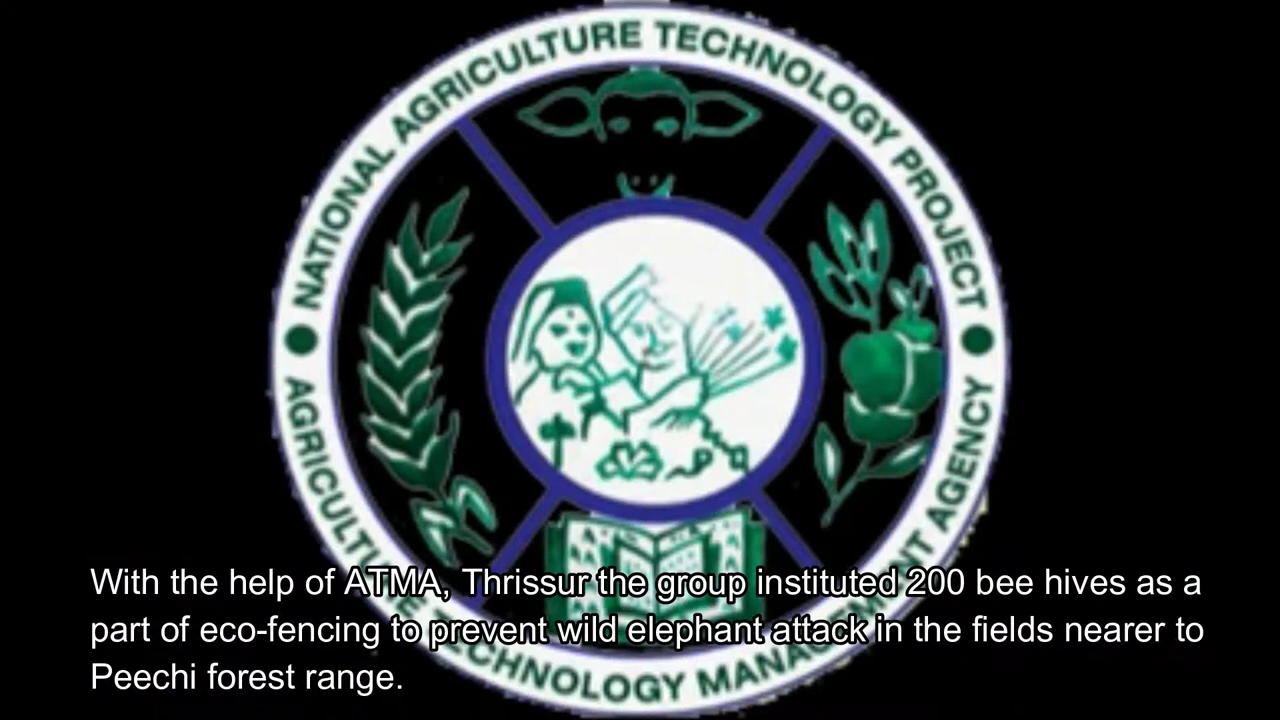 NATIONAL AGRICULTURE TECHNOLOGY PROJECT
AGRICULTURE TECHNOLOGY MANAGEMENT AGENCY
With the help of ATMA, Thrissur the group instituted 200 bee hives as a
part of eco-fencing to prevent wild elephant attack in the fields nearer to
Peechi forest range.